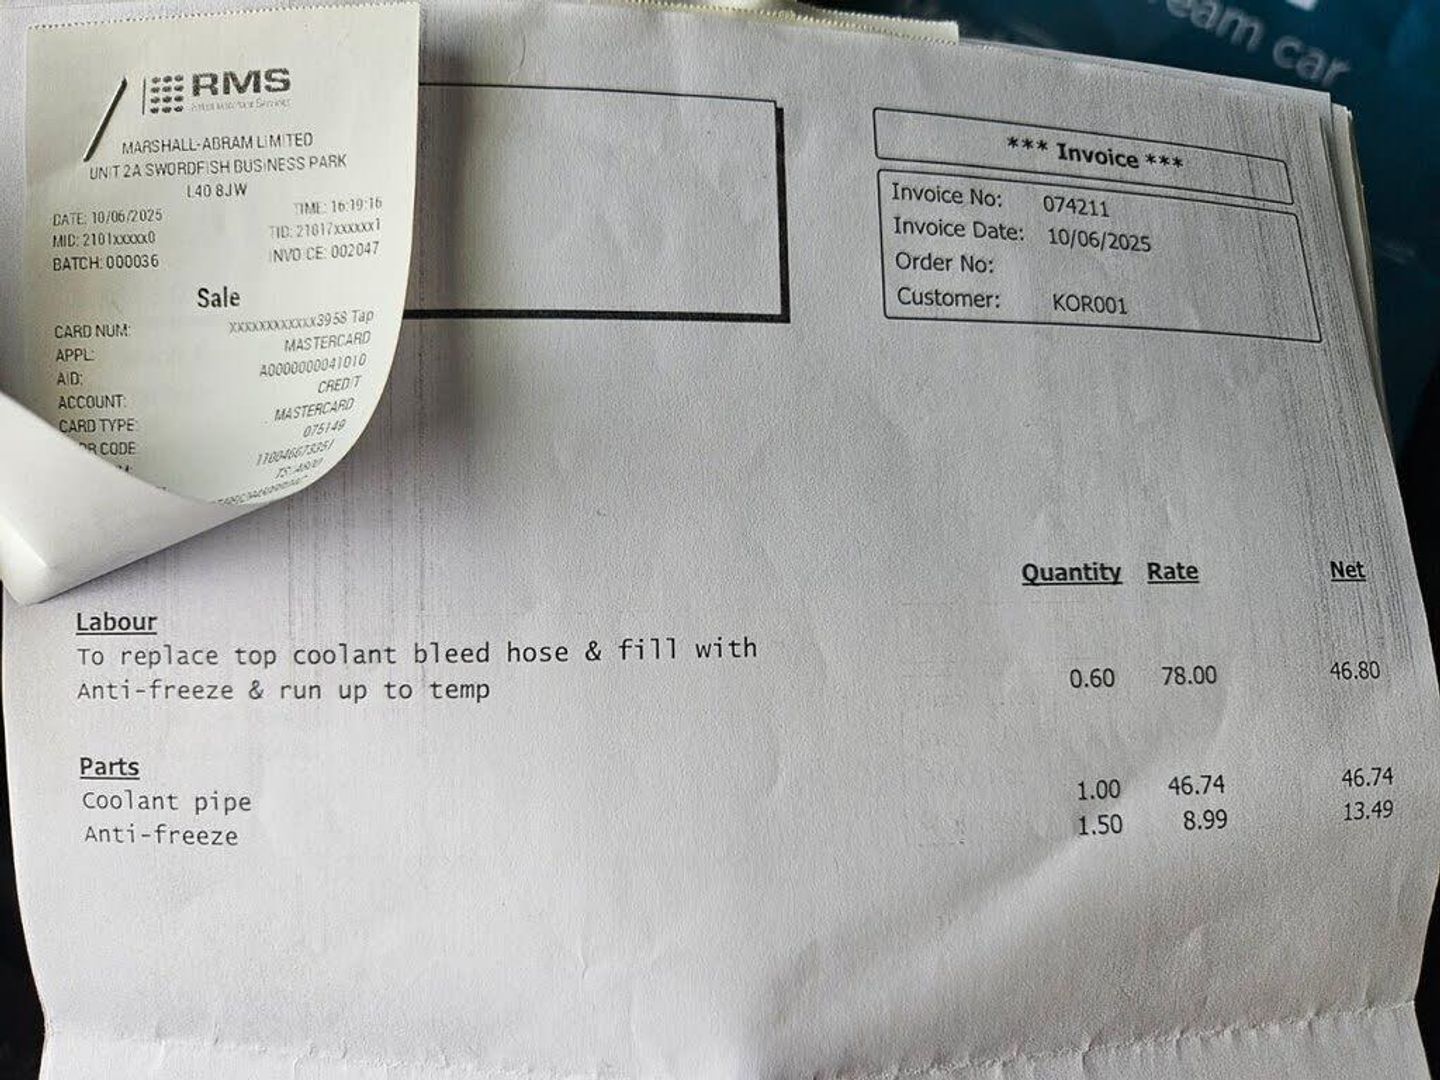 RMS
MARSHALL-ABRAM LIMITED
UNIT 2A SWORDFISH BUSINESS PARK
L40 8JW
DATE: 10/06/2025 TIME: 16:19:16
MID: 2101xxxxx0 TID: 21017xxxxxx1
BATCH: 000036 INVOICE: 002047
Sale
CARD NUM: xxxxxxxxxxxx3958 Tap
APPL: MASTERCARD
AID: A0000000041010
ACCOUNT: CREDIT
CARD TYPE: MASTERCARD
CODE 075149
eam car
*** Invoice ***
Invoice No: 074211
Invoice Date: 10/06/2025
Order No:
Customer: KOR001
Quantity Rate Net
Labour
To replace top coolant bleed hose & fill with
Anti-freeze & run up to temp 0.60 78.00 46.80
Parts
Coolant pipe 1.00 46.74 46.74
Anti-freeze 1.50 8.99 13.49